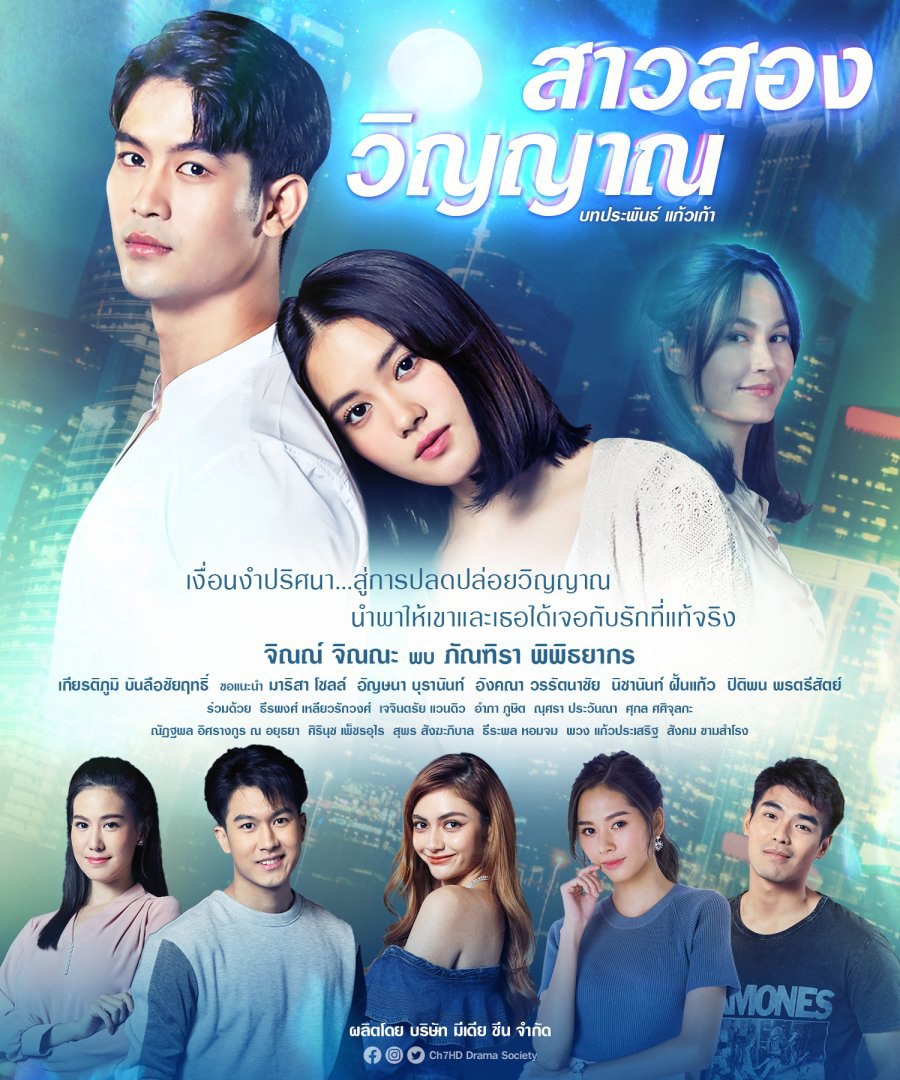 สาวสอง
วิญญาณ
บทประพันธ์ แก้วเก้า
เงื่อนงำปริศนา...สู่การปลดปล่อยวิญญาณ
นำพาให้เขาและเธอได้เจอกับรักที่แท้จริง
จิณณ์ จิณณะ พบ ภัณฑิรา พิพิธยากร
เกียรติภูมิ บันลือชัยฤทธิ์ ขอแนะนำ มาริสา โชลล์ อัญษนา บุรานันท์ อังคณา วรรัตนาชัย นิชานันท์ ฝั้นแก้ว ปิติพน พรตรีสัตย์
ร่วมด้วย ธีรพงศ์ เหลียวรักวงศ์ เจจินตรัย แวนดิว อำภา ภูษิต ณุศรา ประวันณา ศุกล ศศิจุลกะ
ณัฏฐพล อิศรางกูร ณ อยุธยา ศิรินุช เพ็ชรอุไร สุพร สังฆะภิบาล ธีระพล หอมจม พวง แก้วประเสริฐ สังคม ขามสำโรง
AMONES
ผลิตโดย บริษัท มีเดีย ซีน จำกัด
Ch7HD Drama Society